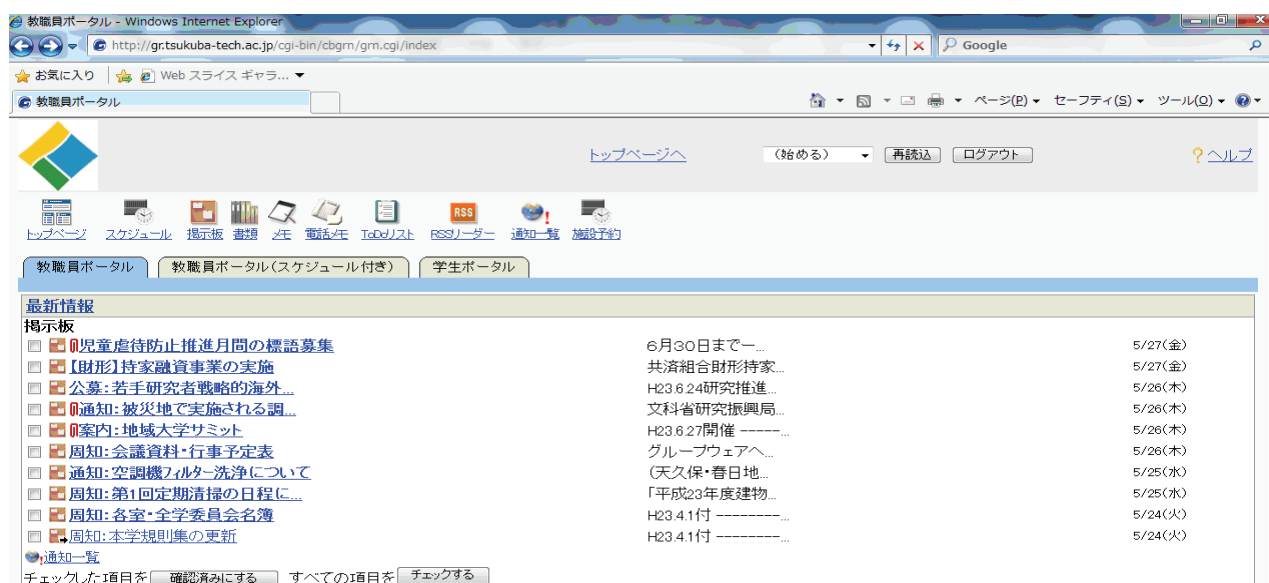 教職員ポータル - Windows Internet Explorer
http://gr.tsukuba-tech.ac.jp/cgi-bin/cbgrn/grn.cgi/index
Google
お気に入り Web スライス ギャラ...
教職員ポータル ページ(P) セーフティ(S) ツール(O)
トップページへ (始める) 再読込 ログアウト ? ヘルプ
RSS
トップページ スケジュール 掲示板 書類 メモ 電話メモ ToDoリスト RSSリーダー 通知一覧 施設予約
教職員ポータル 教職員ポータル(スケジュール付き) 学生ポータル
最新情報
掲示板
児童虐待防止推進月間の標語募集 6月30日までー... 5/27(金)
【財形】持家融資事業の実施 共済組合財形持家... 5/27(金)
公募:若手研究者戦略的海外... H23.6.24研究推進... 5/26(木)
通知:被災地で実施される調... 文科省研究振興局... 5/26(木)
案内:地域大学サミット H23.6.27開催 -----... 5/26(木)
周知:会議資料・行事予定表 グループウェアへ... 5/26(木)
通知:空調機フィルター洗浄について (天久保・春日地... 5/25(水)
周知:第1回定期清掃の日程に... 「平成23年度建物... 5/25(水)
周知:各室・全学委員会名簿 H23.4.1付 --------... 5/24(火)
周知:本学規則集の更新 H23.4.1付 --------... 5/24(火)
通知一覧
チェックした項目を 確認済みにする すべての項目を チェックする